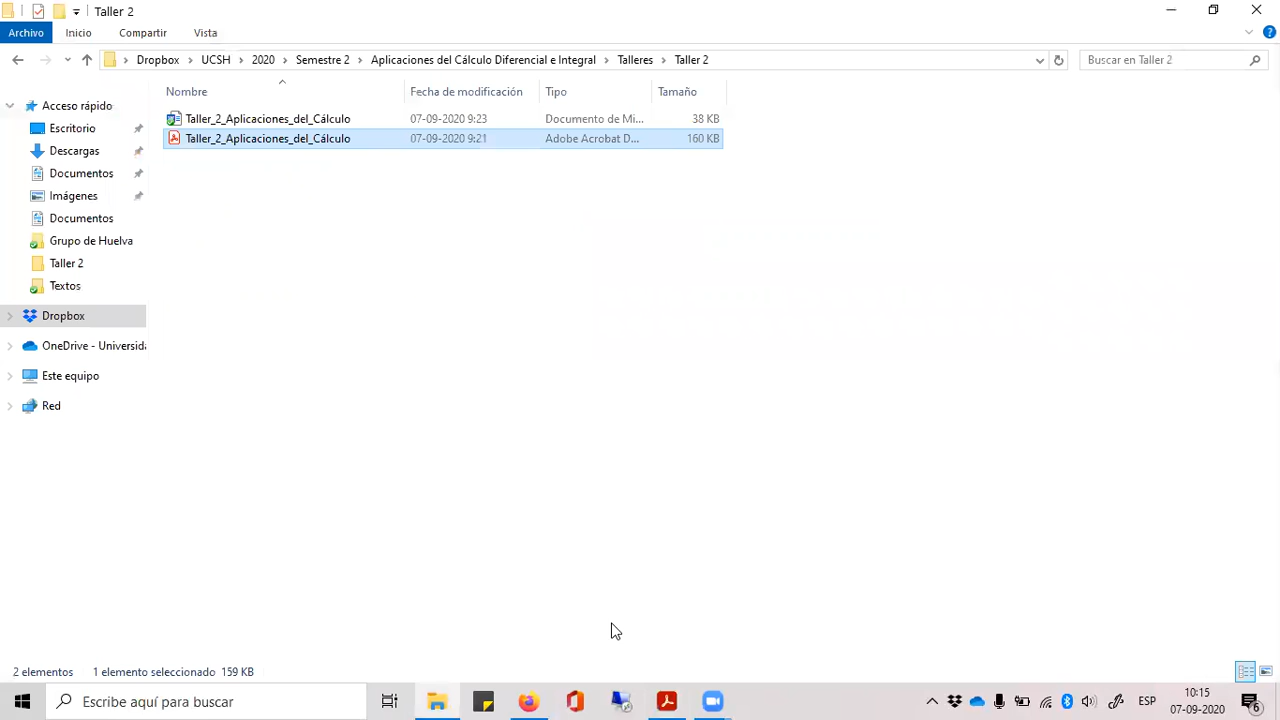 Taller 2
Archivo Inicio Compartir Vista
Dropbox UCSH 2020 Semestre 2 Aplicaciones del Cálculo Diferencial e Integral Talleres Taller 2 Buscar en Taller 2
Nombre Fecha de modificación Tipo Tamaño
Taller_2_Aplicaciones_del_Cálculo 07-09-2020 9:23 Documento de Mi... 38 KB
Taller_2_Aplicaciones_del_Cálculo 07-09-2020 9:21 Adobe Acrobat D... 160 KB
Acceso rápido
Escritorio
Descargas
Documentos
Imágenes
Documentos
Grupo de Huelva
Taller 2
Textos
Dropbox
OneDrive - Universida
Este equipo
Red
2 elementos 1 elemento seleccionado 159 KB
Escribe aquí para buscar ESP 10:15
07-09-2020 6